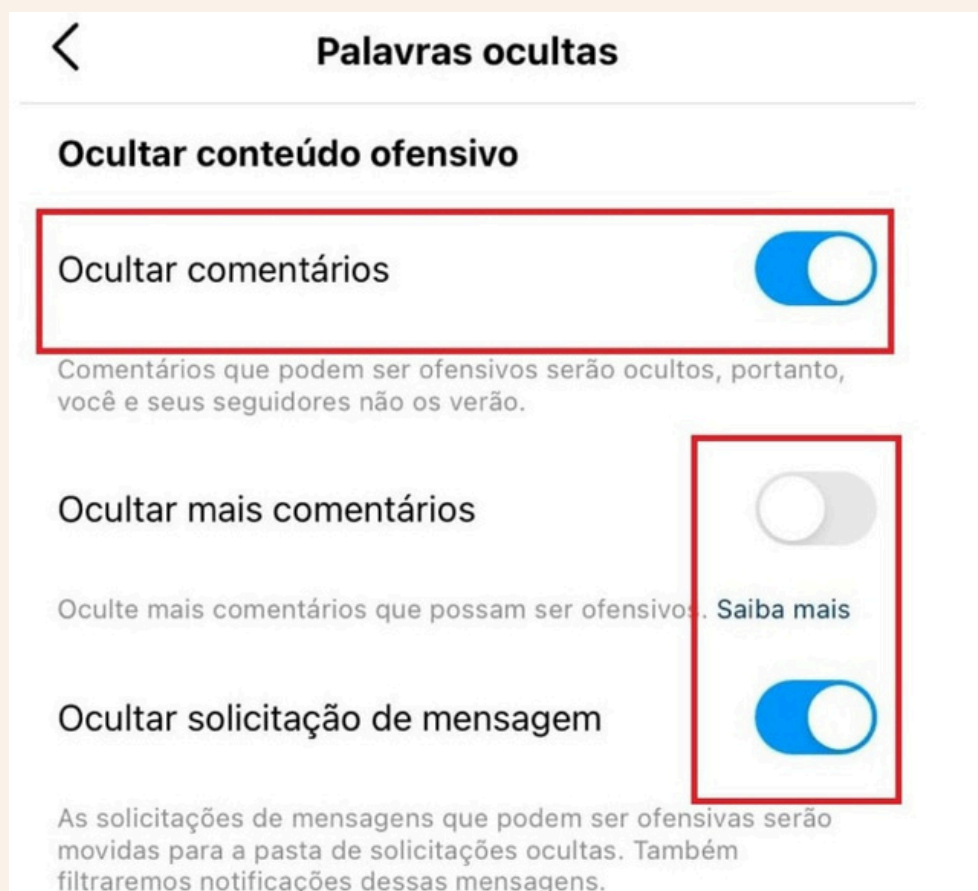 Palavras ocultas
Ocultar conteúdo ofensivo
Ocultar comentários
Comentários que podem ser ofensivos serão ocultos, portanto,
você e seus seguidores não os verão.
Ocultar mais comentários
Oculte mais comentários que possam ser ofensivos. Saiba mais
Ocultar solicitação de mensagem
As solicitações de mensagens que podem ser ofensivas serão
movidas para a pasta de solicitações ocultas. Também
filtraremos notificações dessas mensagens.